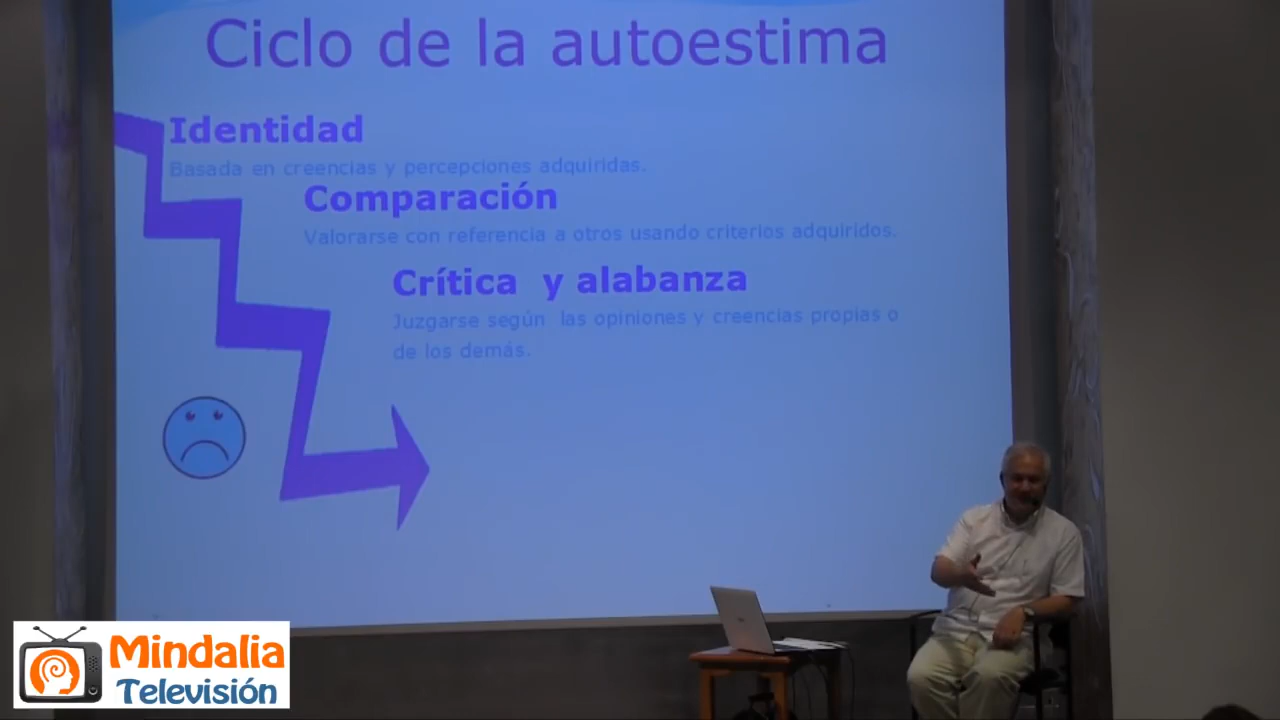 Ciclo de la autoestima
Identidad
Basada en creencias y percepciones adquiridas.
Comparación
Valorarse con referencia a otros usando criterios adquiridos.
Crítica y alabanza
Juzgarse según las opiniones y creencias propias o
de los demás.
Mindalia
Televisión